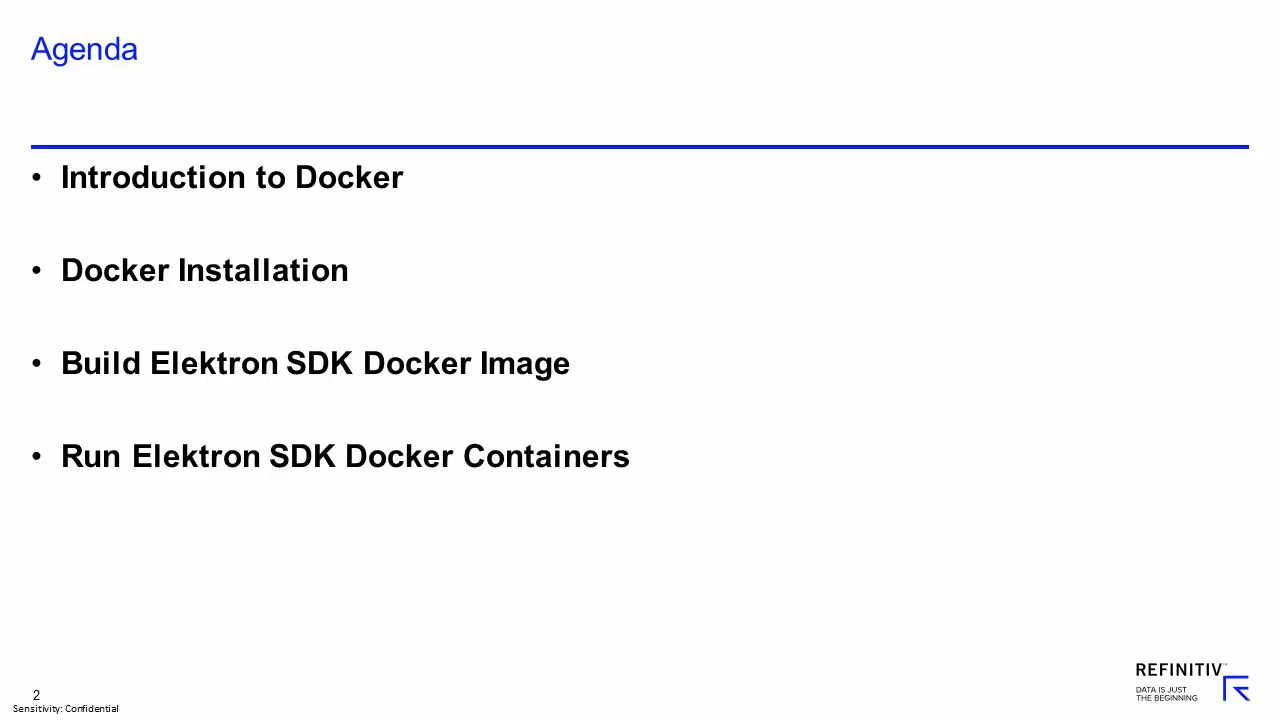 Agenda
• Introduction to Docker
• Docker Installation
• Build Elektron SDK Docker Image
• Run Elektron SDK Docker Containers
2
Sensitivity: Confidential
REFINITIV™
DATA IS JUST
THE BEGINNING